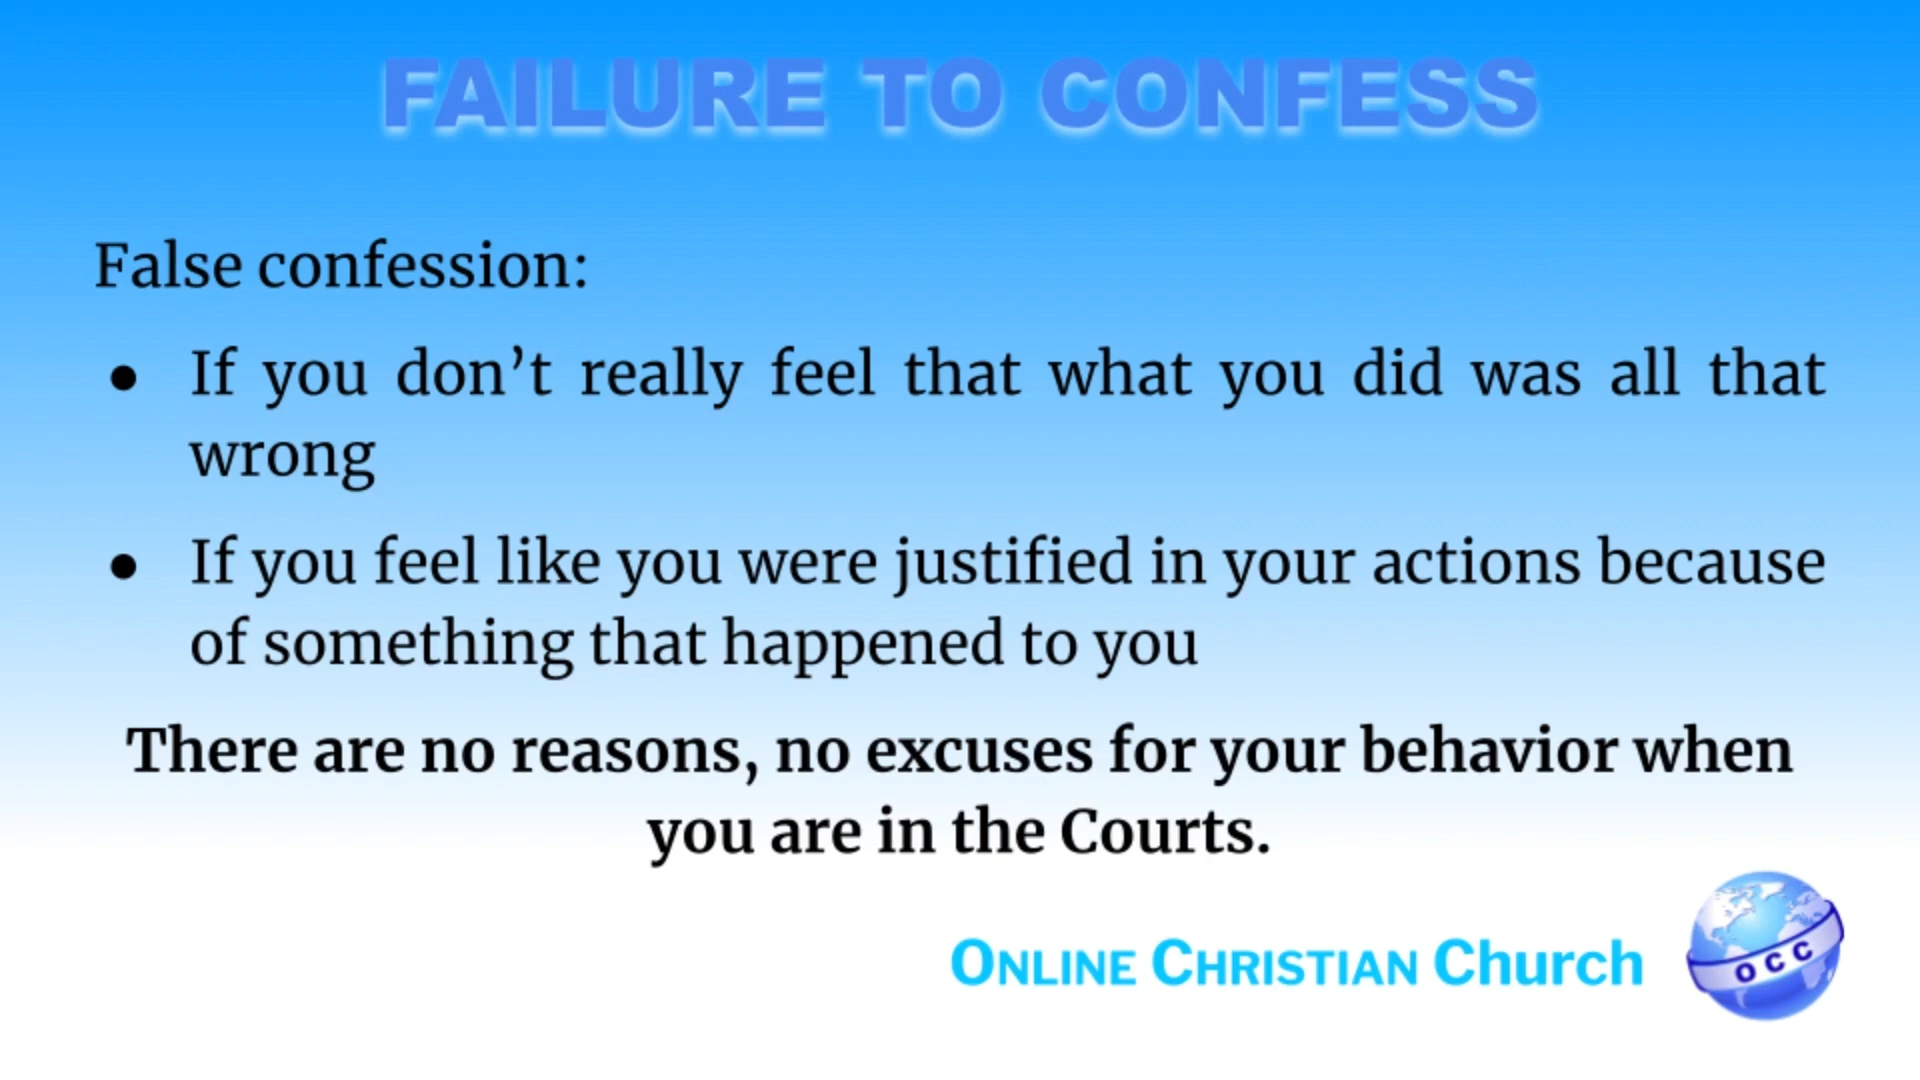 FAILURE TO CONFESS
False confession:
● If you don’t really feel that what you did was all that
wrong
● If you feel like you were justified in your actions because
of something that happened to you
There are no reasons, no excuses for your behavior when
you are in the Courts.
ONLINE CHRISTIAN Church
OCC